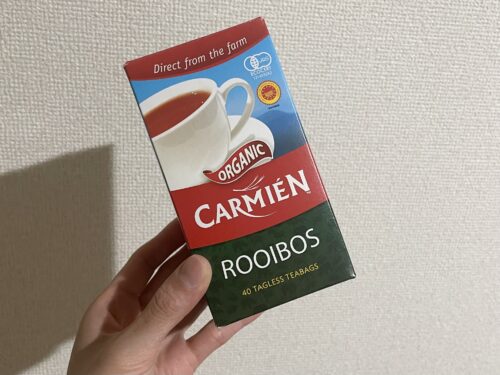 Direct from the farm
ORGANIC
CARMIÉN
ROOIBOS
40 TAGLESS TEABAGS